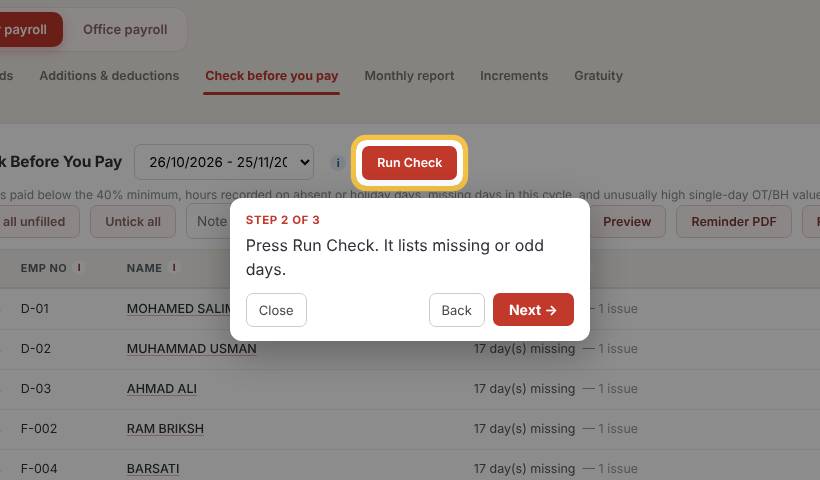 payroll
Office payroll
ds
Additions & deductions
Check before you pay
Monthly report
Increments
Gratuity
k Before You Pay
26/10/2026 - 25/11/20
i
Run Check
s paid below the 40% minimum, hours recorded on absent or holiday days, missing days in this cycle, and unusually high single-day OT/BH value
all unfilled
Untick all
Note
Preview
Reminder PDF
STEP 2 OF 3
Press Run Check. It lists missing or odd
days.
Close
Back
Next →
EMP NO i
NAME i
D-01
MOHAMED SALIM
— 1 issue
D-02
MUHAMMAD USMAN
17 day(s) missing — 1 issue
D-03
AHMAD ALI
17 day(s) missing — 1 issue
F-002
RAM BRIKSH
17 day(s) missing — 1 issue
F-004
BARSATI
17 day(s) missing — 1 issue